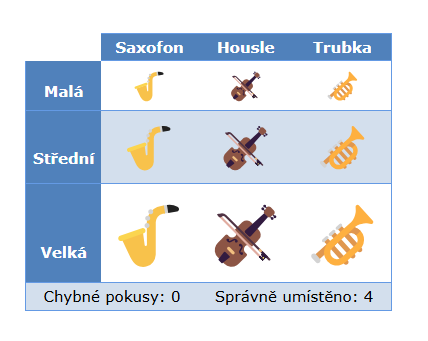 Saxofon Housle Trubka
Malá
Střední
Velká
Chybné pokusy: 0 Správně umístěno: 4